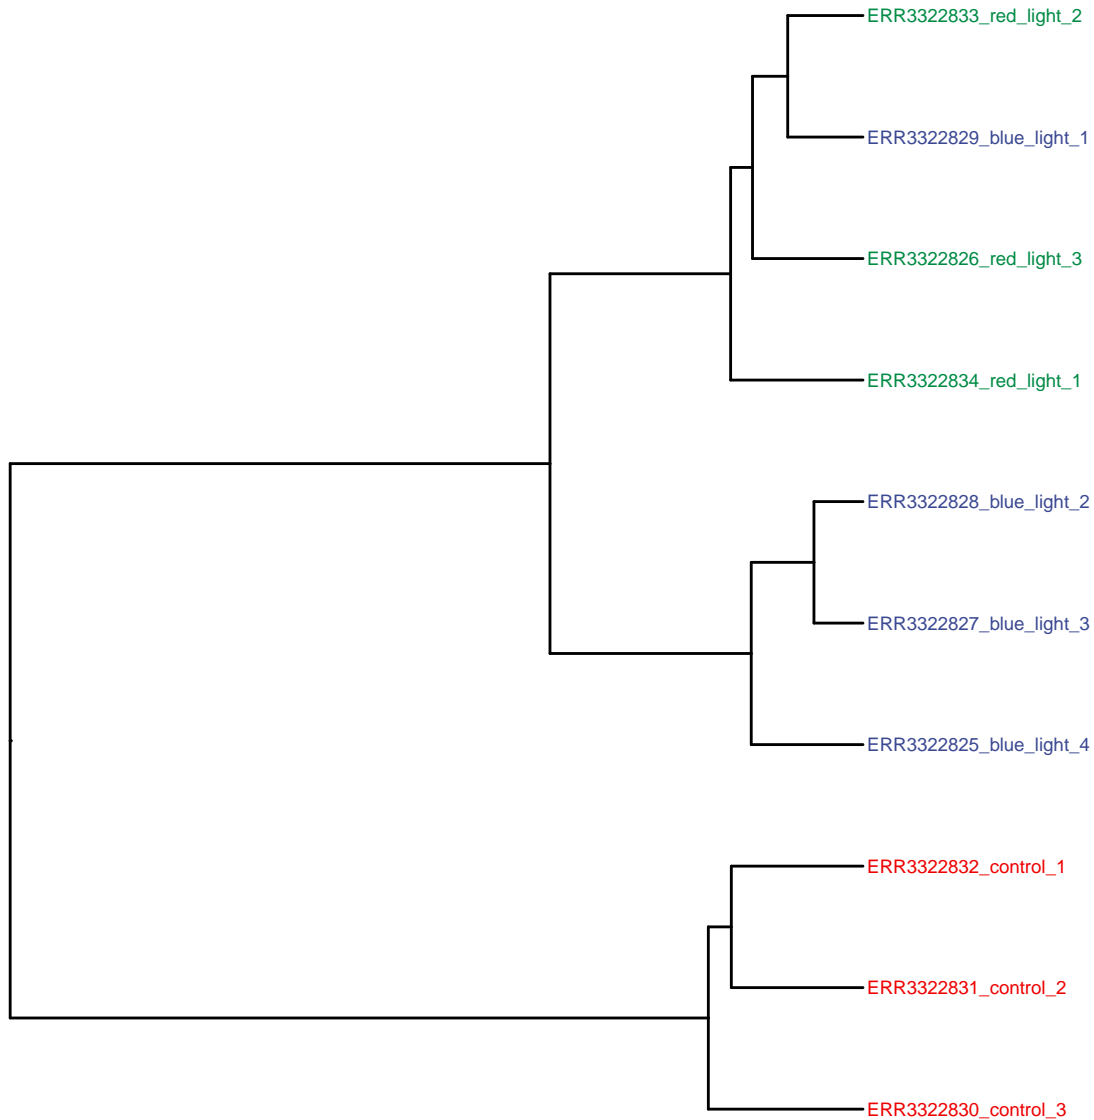 ERR3322833_red_light_2
ERR3322829_blue_light_1
ERR3322826_red_light_3
ERR3322834_red_light_1
ERR3322828_blue_light_2
ERR3322827_blue_light_3
ERR3322825_blue_light_4
ERR3322832_control_1
ERR3322831_control_2
ERR3322830_control_3